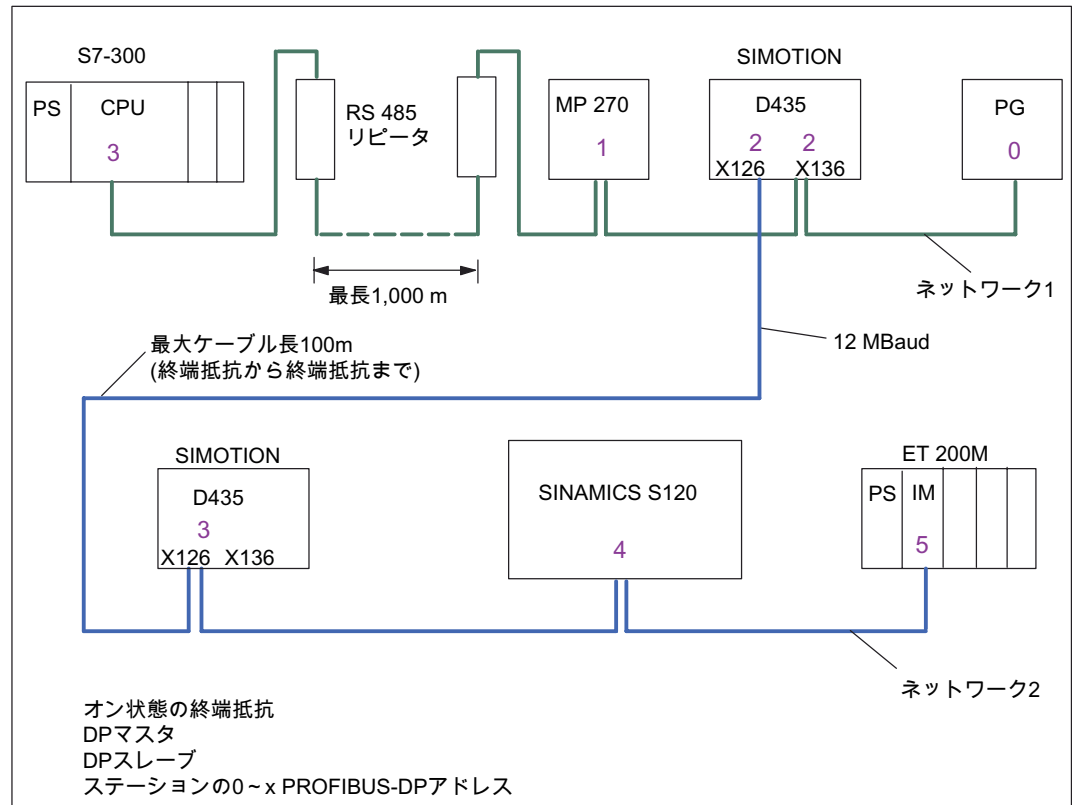 S7-300
PS
CPU
3
RS 485
リピータ
MP 270
1
SIMOTION
D435
2 2
X126 X136
PG
0
最長1,000 m
ネットワーク1
最大ケーブル長100m
(終端抵抗から終端抵抗まで)
12 MBaud
SIMOTION
D435
3
X126 X136
SINAMICS S120
4
ET 200M
PS
IM
5
ネットワーク2
オン状態の終端抵抗
DPマスタ
DPスレーブ
ステーションの0~x PROFIBUS-DPアドレス